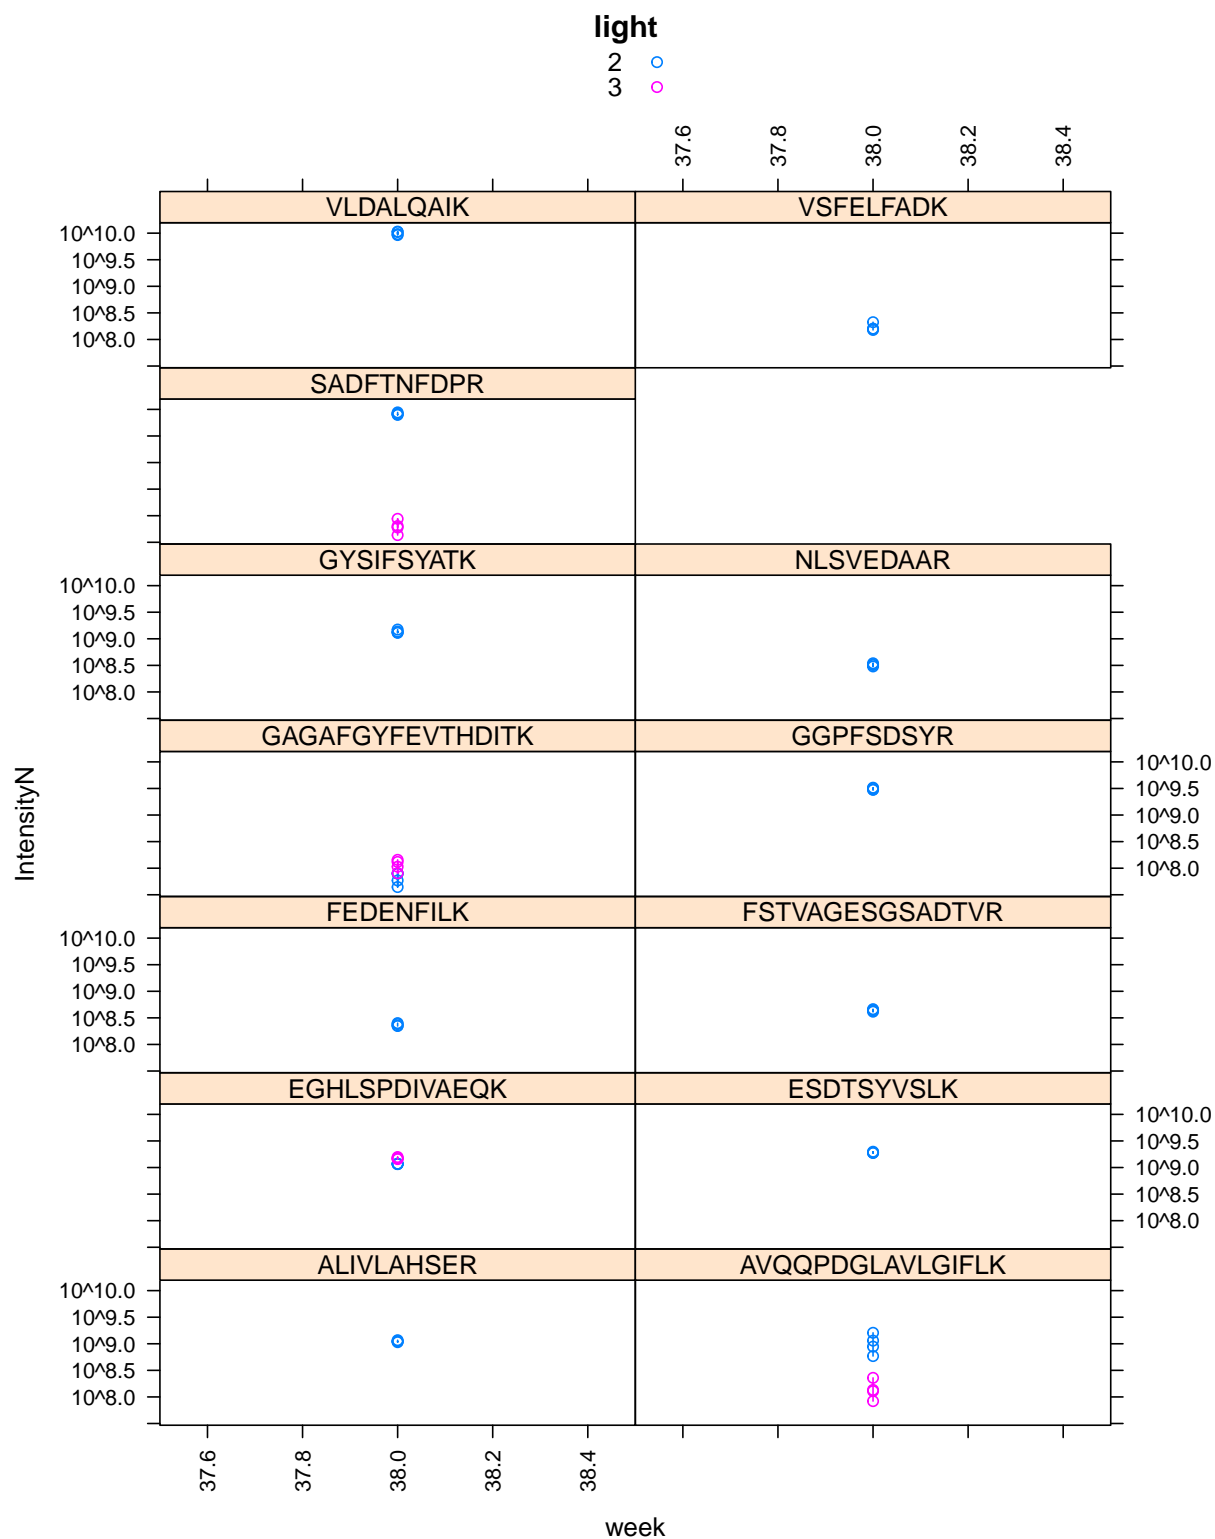 light
2
3
37.6 37.8 38.0 38.2 38.4
VLDALQAIK VSFELFADK
10^10.0
10^9.5
10^9.0
10^8.5
10^8.0
SADFTNFDPR
GYSIFSYATK NLSVEDAAR
10^10.0
10^9.5
10^9.0
10^8.5
10^8.0
GAGAFGYFEVTHDITK GGPFSDSYR
10^10.0
10^9.5
10^9.0
10^8.5
10^8.0
IntensityN
FEDENFILK FSTVAGESGSADTVR
10^10.0
10^9.5
10^9.0
10^8.5
10^8.0
EGHLSPDIVAEQK ESDTSYVSLK
10^10.0
10^9.5
10^9.0
10^8.5
10^8.0
ALIVLAHSER AVQQPDGLAVLGIFLK
10^10.0
10^9.5
10^9.0
10^8.5
10^8.0
37.6 37.8 38.0 38.2 38.4
week